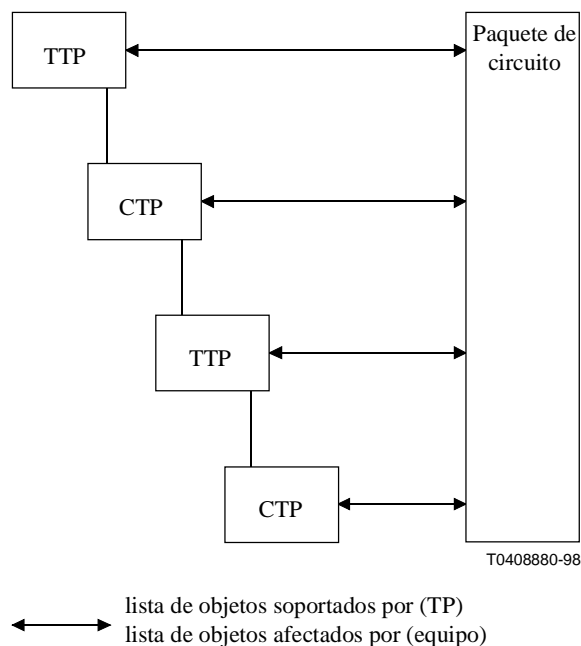 TTP
Paquete de
circuito
CTP
TTP
CTP
T0408880-98
lista de objetos soportados por (TP)
lista de objetos afectados por (equipo)